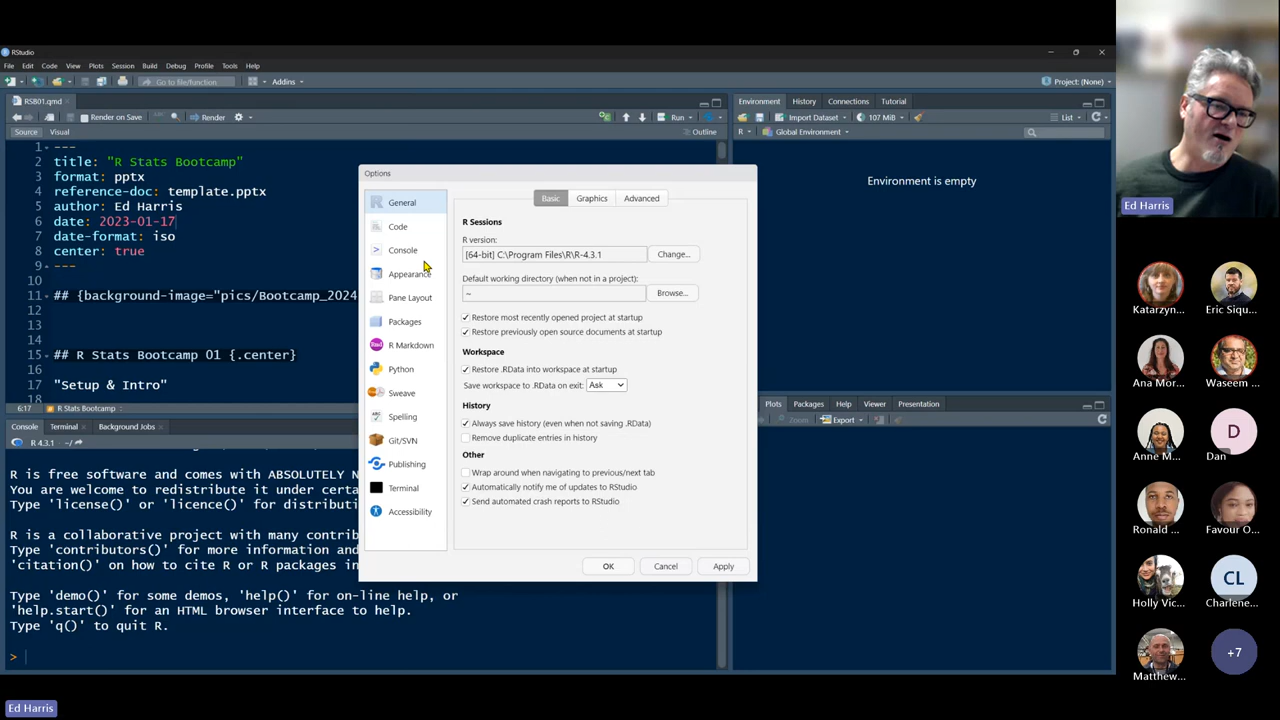 RStudio
File Edit Code View Plots Session Build Debug Profile Tools Help
Go to file/function
Addins
Project: (None)
RSB01.qmd
Render on Save
Render
Run
Source Visual
Outline
1 ---
2 title: "R Stats Bootcamp"
3 format: pptx
4 reference-doc: template.pptx
5 author: Ed Harris
6 date: 2023-01-17
7 date-format: iso
8 center: true
9 ---
10
11 ## {background-image="pics/Bootcamp_2024
12
13
14
15 ## R Stats Bootcamp 01 {.center}
16
17 "Setup & Intro"
18
6:17 R Stats Bootcamp
Console Terminal Background Jobs
R 4.3.1 · ~/
R is free software and comes with ABSOLUTELY N
You are welcome to redistribute it under certa
Type 'license()' or 'licence()' for distributi
R is a collaborative project with many contrib
Type 'contributors()' for more information and
'citation()' on how to cite R or R packages in
Type 'demo()' for some demos, 'help()' for on-line help, or
'help.start()' for an HTML browser interface to help.
Type 'q()' to quit R.
>
Options
General
Code
Console
Appearance
Pane Layout
Packages
R Markdown
Python
Sweave
Spelling
Git/SVN
Publishing
Terminal
Accessibility
Basic Graphics Advanced
R Sessions
R version:
[64-bit] C:\Program Files\R\R-4.3.1
Change...
Default working directory (when not in a project):
~
Browse...
Restore most recently opened project at startup
Restore previously open source documents at startup
Workspace
Restore .RData into workspace at startup
Save workspace to .RData on exit: Ask
History
Always save history (even when not saving .RData)
Remove duplicate entries in history
Other
Wrap around when navigating to previous/next tab
Automatically notify me of updates to RStudio
Send automated crash reports to RStudio
OK Cancel Apply
Environment History Connections Tutorial
Import Dataset
107 MiB
List
R Global Environment
Environment is empty
Plots Packages Help Viewer Presentation
Zoom Export
Ed Harris
Katarzyn... Eric Siqu...
Ana Mor... Waseem ...
D
Anne M... Dan
Ronald ... Favour O...
CL
Holly Vic... Charlene...
+7
Matthew...
Ed Harris